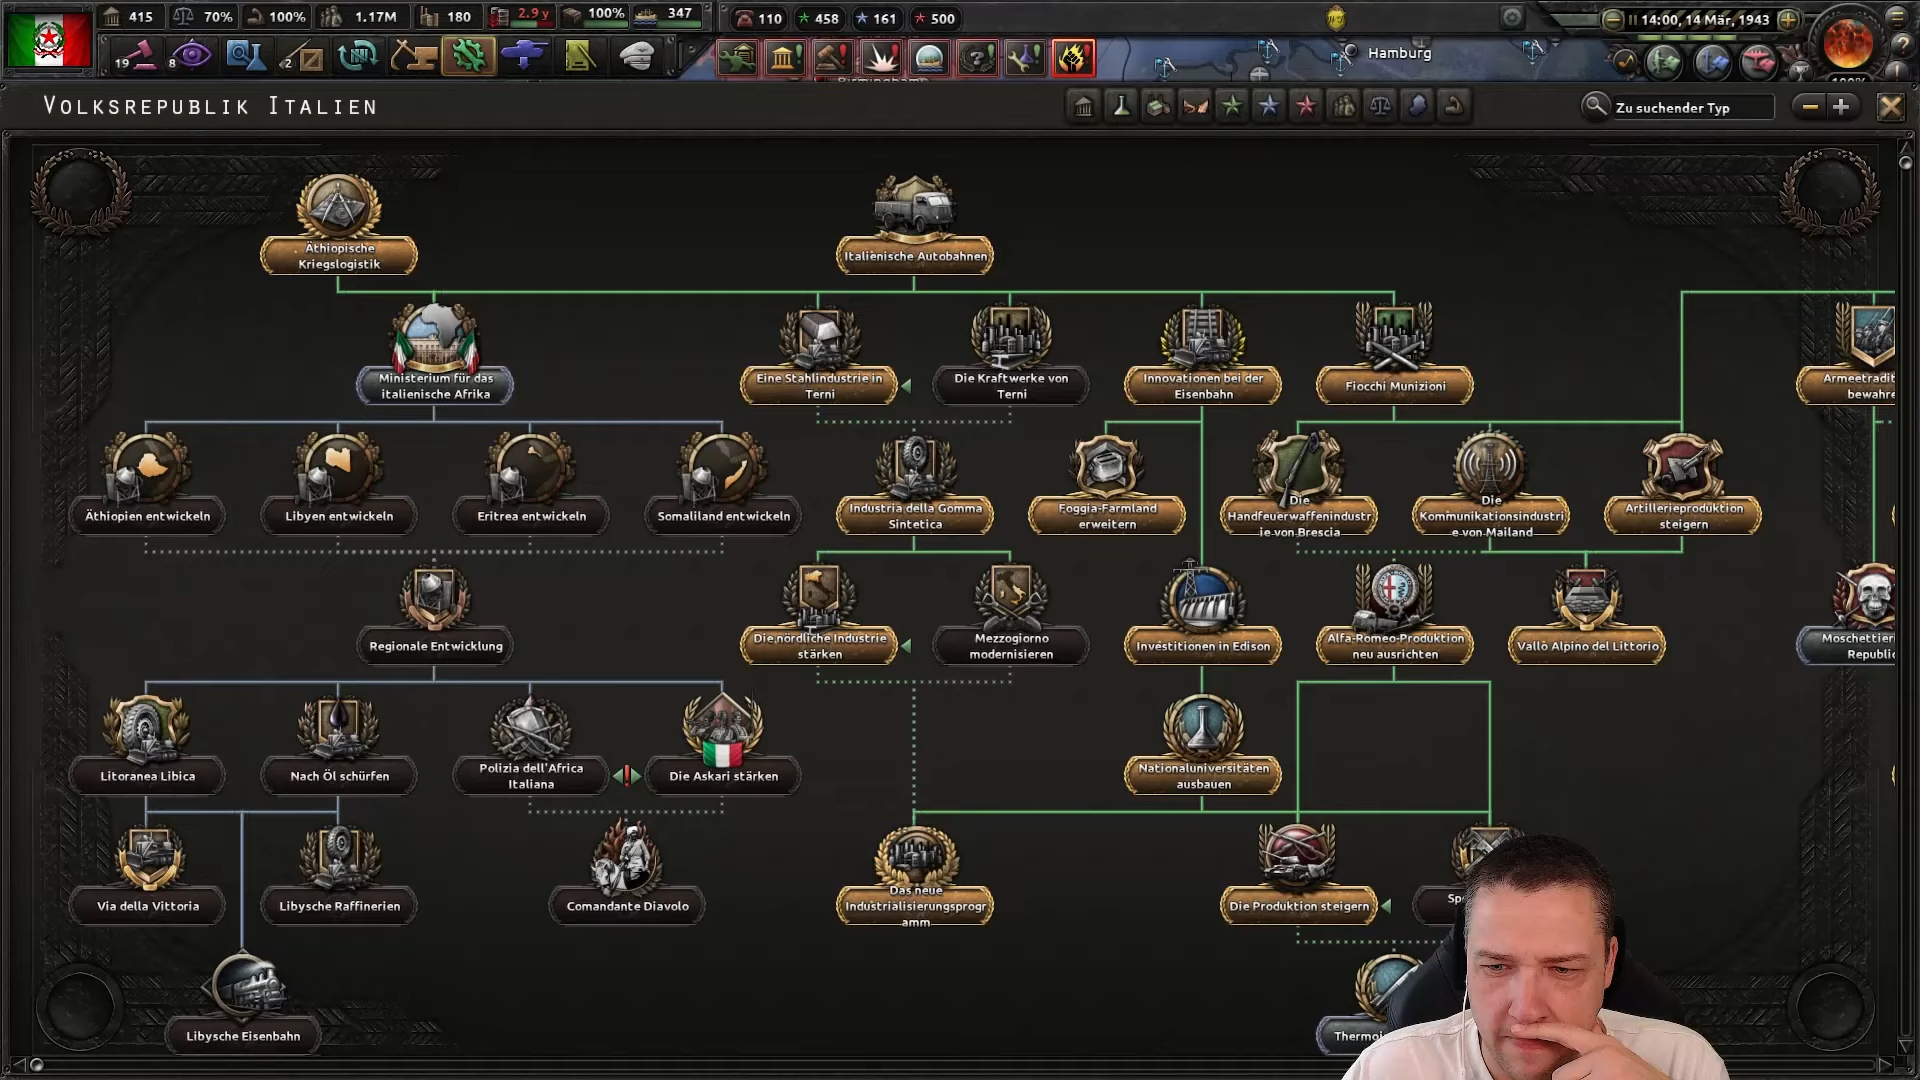 415
70%
100%
1.17M
180
2.9 y
100%
347
110
458
161
500
14:00, 14 Mär, 1943
19
8
2
Hamburg
VOLKSREPUBLIK ITALIEN
Zu suchender Typ
Äthiopische
Kriegslogistik
Italienische Autobahnen
Ministerium für das
italienische Afrika
Eine Stahlindustrie in
Terni
Die Kraftwerke von
Terni
Innovationen bei der
Eisenbahn
Fiocchi Munizioni
Armeetradit
bewahre
Äthiopien entwickeln
Libyen entwickeln
Eritrea entwickeln
Somaliland entwickeln
Industria della Gomma
Sintetica
Foggia-Farmland
erweitern
Die
Handfeuerwaffenindustr
ie von Brescia
Die
Kommunikationsindustri
e von Mailand
Artillerieproduktion
steigern
Regionale Entwicklung
Die nördliche Industrie
stärken
Mezzogiorno
modernisieren
Investitionen in Edison
Alfa-Romeo-Produktion
neu ausrichten
Vallo Alpino del Littorio
Moschettier
Republi
Litoranea Libica
Nach Öl schürfen
Polizia dell'Africa
Italiana
Die Askari stärken
Nationaluniversitäten
ausbauen
Via della Vittoria
Libysche Raffinerien
Comandante Diavolo
Das neue
Industrialisierungsprogr
amm
Die Produktion steigern
Sp
Libysche Eisenbahn
Thermo